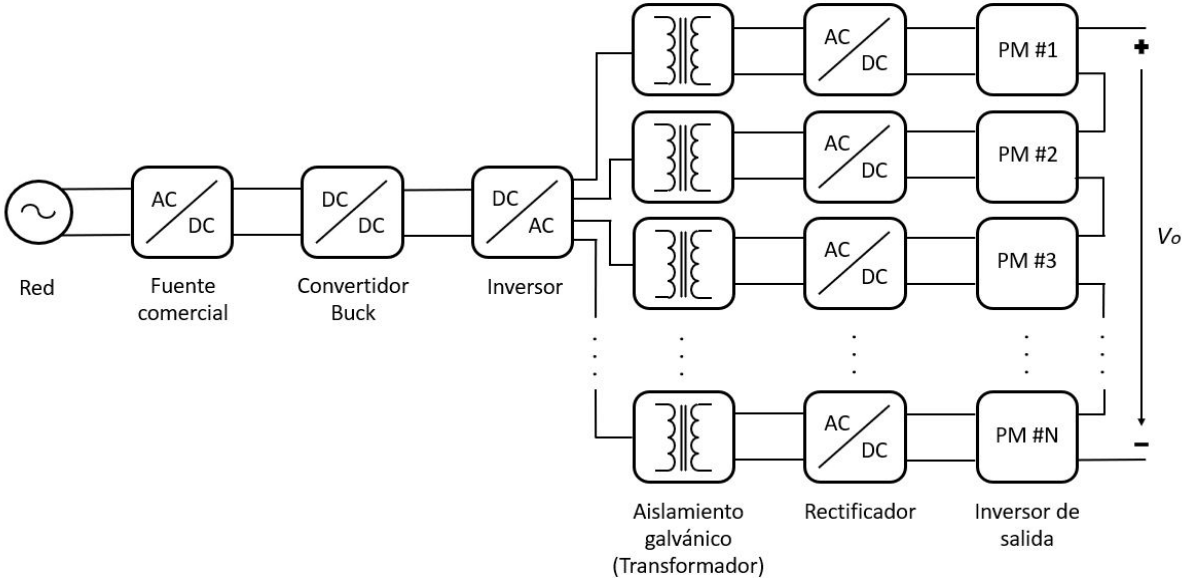 AC
DC
PM #1
AC
DC
PM #2
AC
DC
DC
DC
DC
AC
AC
DC
PM #3
Vo
Red
Fuente
comercial
Convertidor
Buck
Inversor
AC
DC
PM #N
Aislamiento
galvánico
(Transformador)
Rectificador
Inversor de
salida
+
−